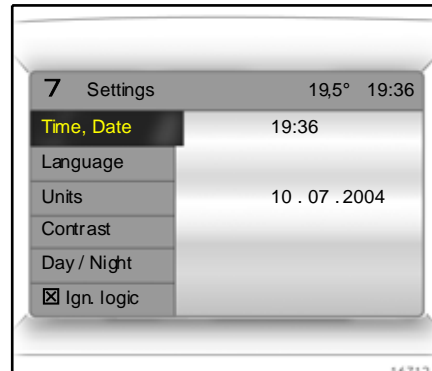 7 Settings 19,5° 19:36
Time, Date 19:36
Language
Units 10 . 07 . 2004
Contrast
Day / Night
☒ Ign. logic